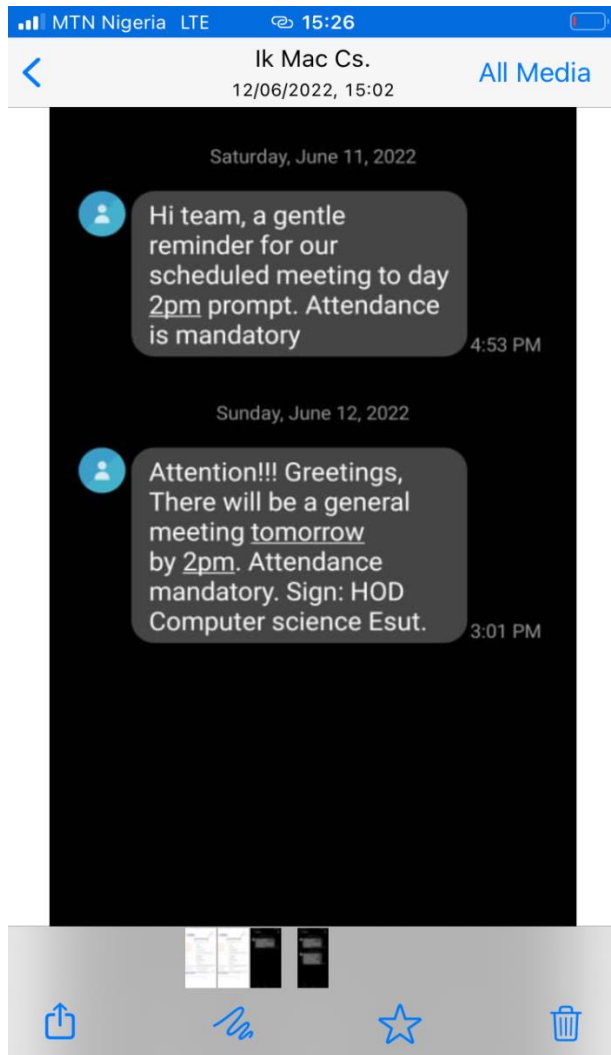 MTN Nigeria LTE 15:26
Ik Mac Cs.
12/06/2022, 15:02
All Media
Saturday, June 11, 2022
Hi team, a gentle
reminder for our
scheduled meeting to day
2pm prompt. Attendance
is mandatory
4:53 PM
Sunday, June 12, 2022
Attention!!! Greetings,
There will be a general
meeting tomorrow
by 2pm. Attendance
mandatory. Sign: HOD
Computer science Esut.
3:01 PM